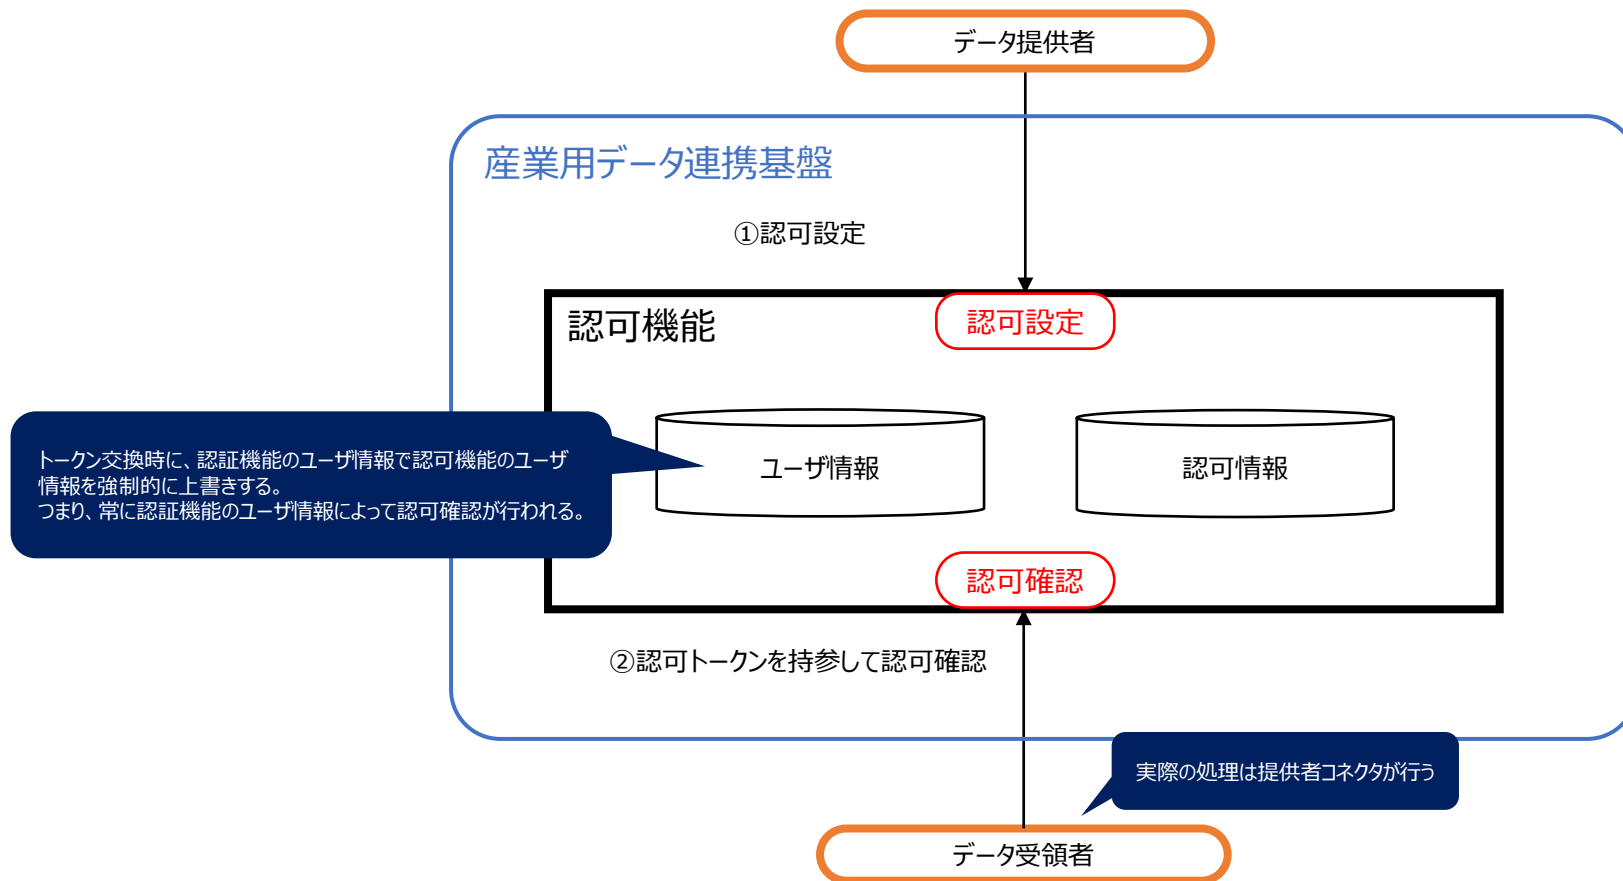 データ提供者
産業用データ連携基盤
①認可設定
認可機能
認可設定
トークン交換時に、認証機能のユーザ情報で認可機能のユーザ
情報を強制的に上書きする。
つまり、常に認証機能のユーザ情報によって認可確認が行われる。
ユーザ情報
認可情報
認可確認
②認可トークンを持参して認可確認
実際の処理は提供者コネクタが行う
データ受領者